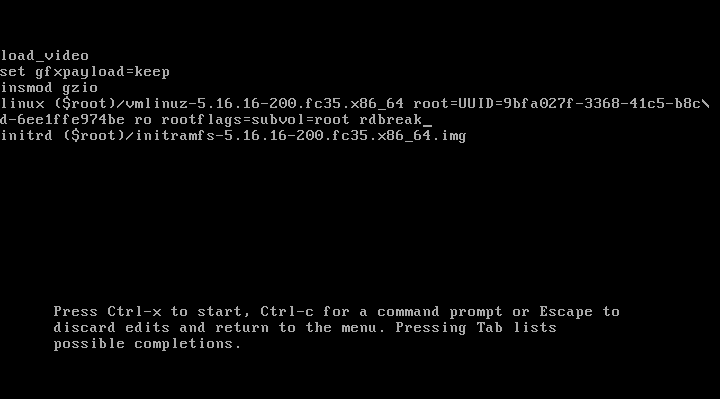 load_video
set gfxpayload=keep
insmod gzio
linux ($root)/vmlinuz-5.16.16-200.fc35.x86_64 root=UUID=9bfa027f-3368-41c5-b8c\
d-6ee1ffe974be ro rootflags=subvol=root rdbreak_
initrd ($root)/initramfs-5.16.16-200.fc35.x86_64.img
Press Ctrl-x to start, Ctrl-c for a command prompt or Escape to
discard edits and return to the menu. Pressing Tab lists
possible completions.